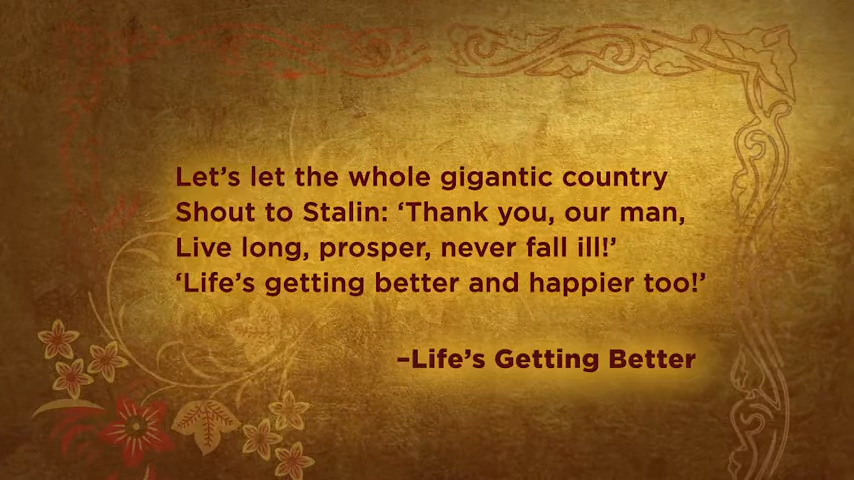 Let’s let the whole gigantic country
Shout to Stalin: ‘Thank you, our man,
Live long, prosper, never fall ill!’
‘Life’s getting better and happier too!’
–Life’s Getting Better